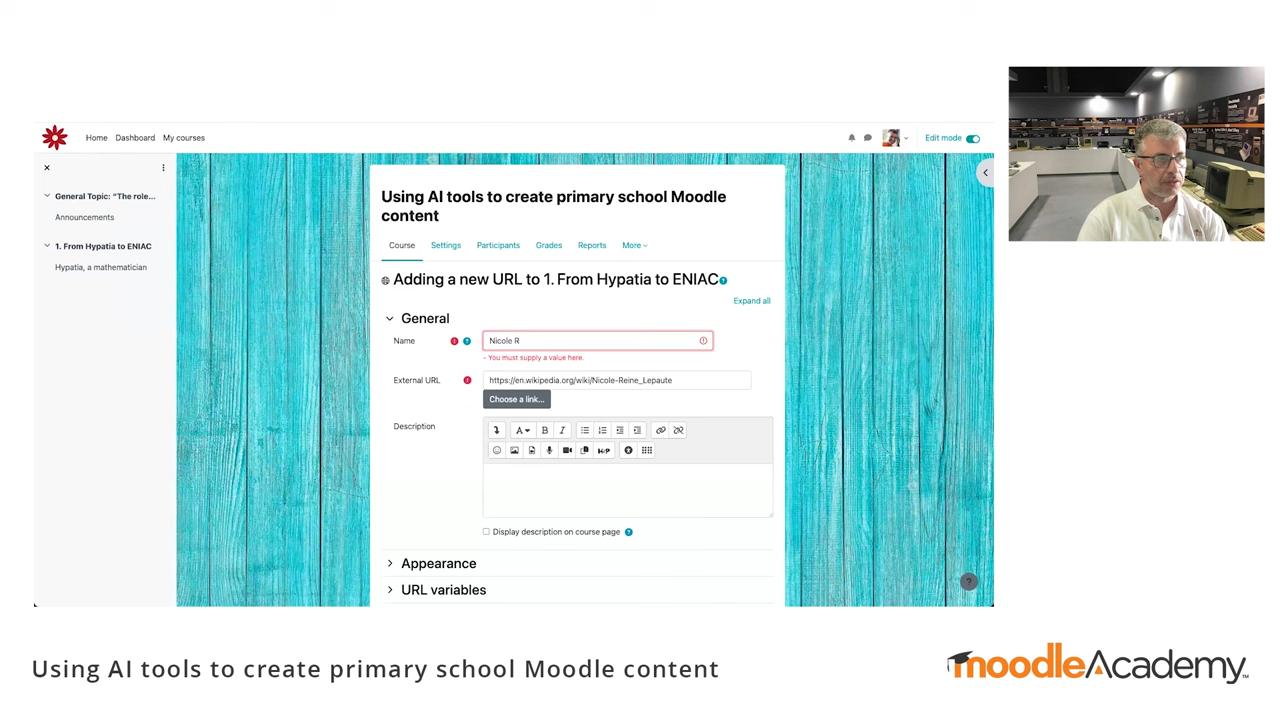 Home Dashboard My courses
Edit mode
General Topic: “The role...
Announcements
1. From Hypatia to ENIAC
Hypatia, a mathematician
Using AI tools to create primary school Moodle
content
Course Settings Participants Grades Reports More
Adding a new URL to 1. From Hypatia to ENIAC
Expand all
General
Name
Nicole R
- You must supply a value here.
External URL
https://en.wikipedia.org/wiki/Nicole-Reine_Lepaute
Choose a link...
Description
A B I
H-P
Display description on course page
Appearance
URL variables
Using AI tools to create primary school Moodle content
moodleAcademy™